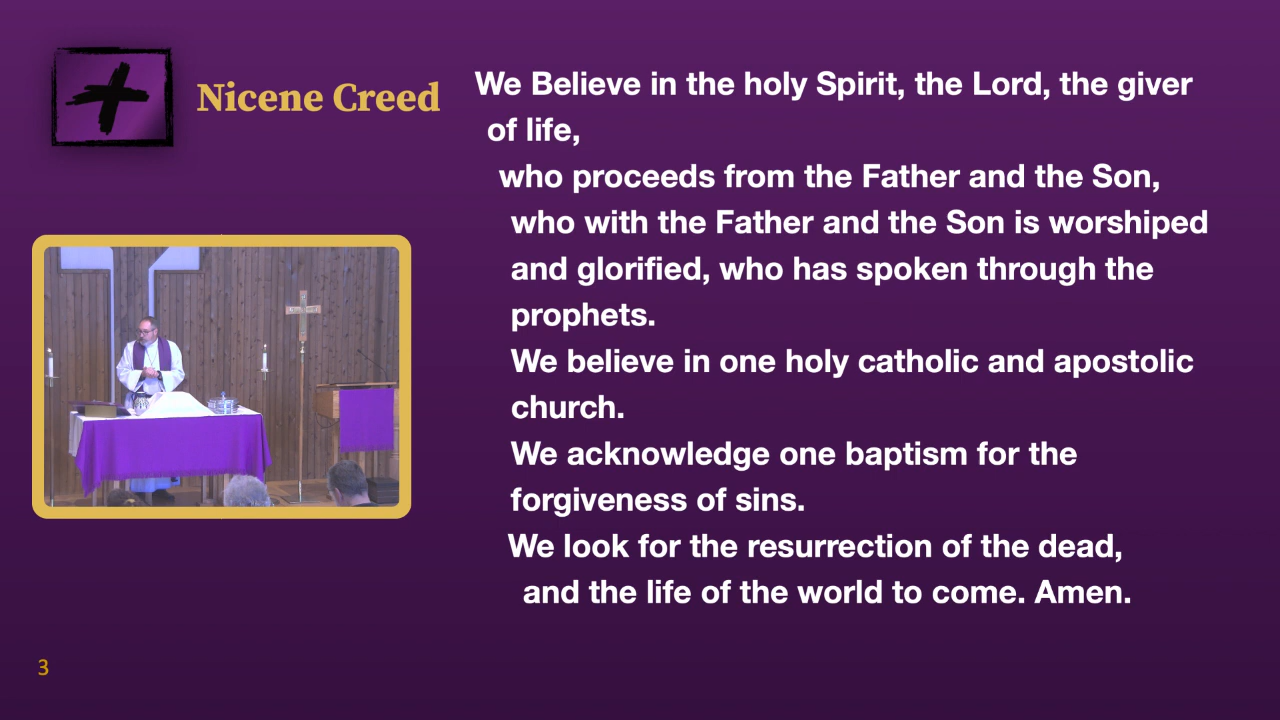 Nicene Creed
We Believe in the holy Spirit, the Lord, the giver
of life,
who proceeds from the Father and the Son,
who with the Father and the Son is worshiped
and glorified, who has spoken through the
prophets.
We believe in one holy catholic and apostolic
church.
We acknowledge one baptism for the
forgiveness of sins.
We look for the resurrection of the dead,
and the life of the world to come. Amen.
3